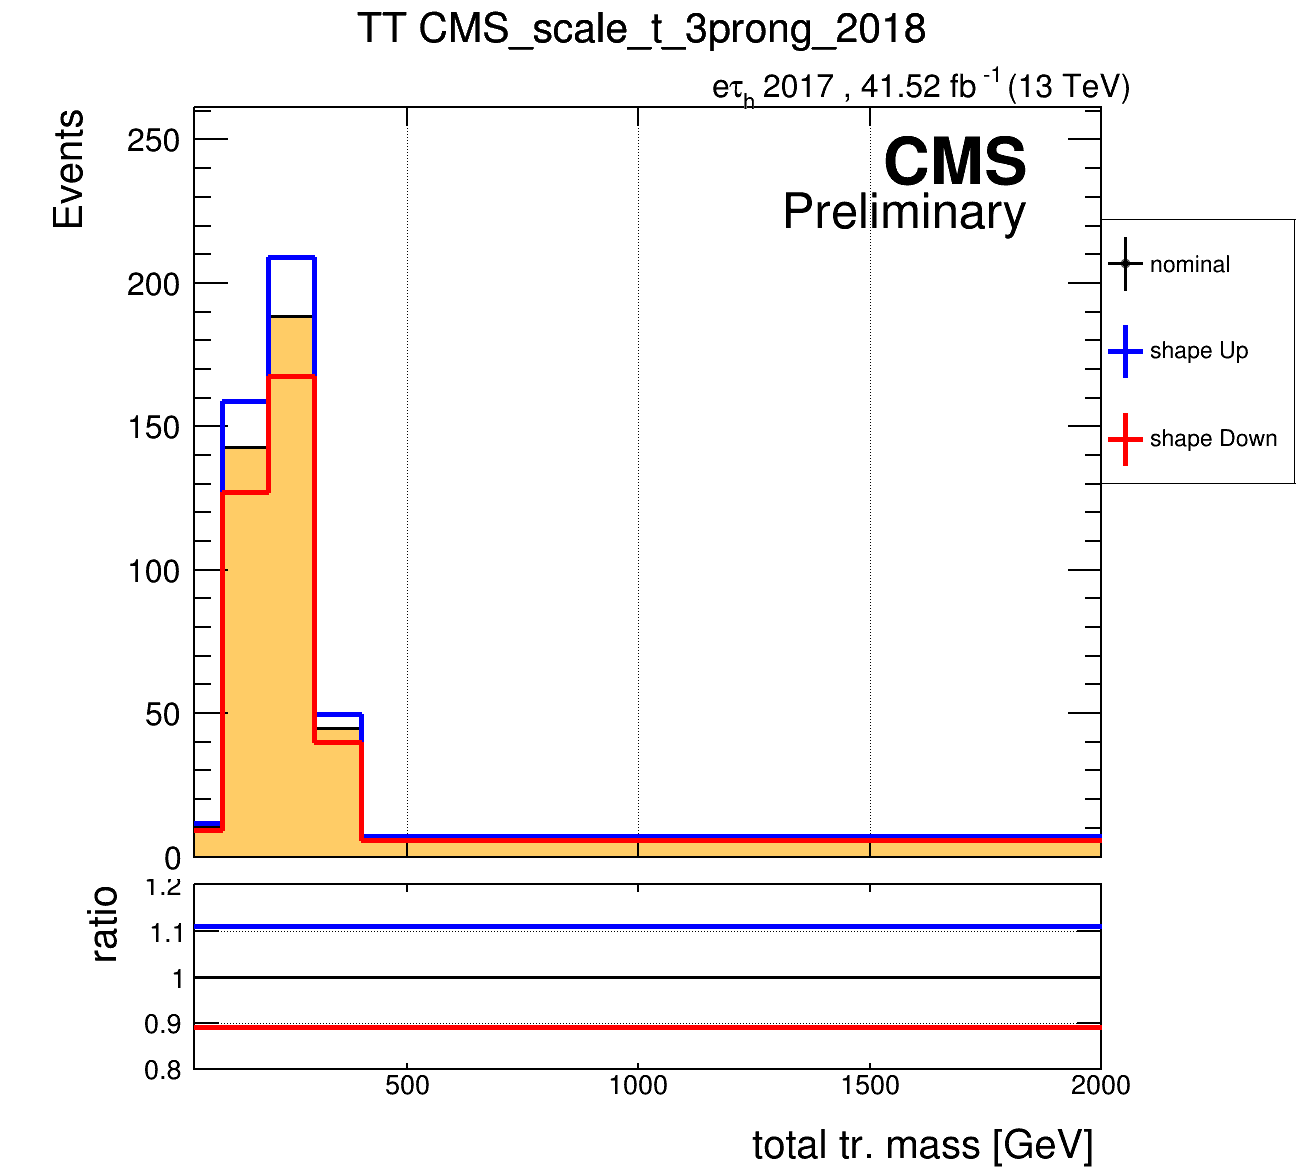 TT CMS_scale_t_3prong_2018
eτh 2017 , 41.52 fb-1 (13 TeV)
Events
250
200
150
100
50
0
CMS
Preliminary
nominal
shape Up
shape Down
ratio
1.2
1.1
1
0.9
0.8
500
1000
1500
2000
total tr. mass [GeV]